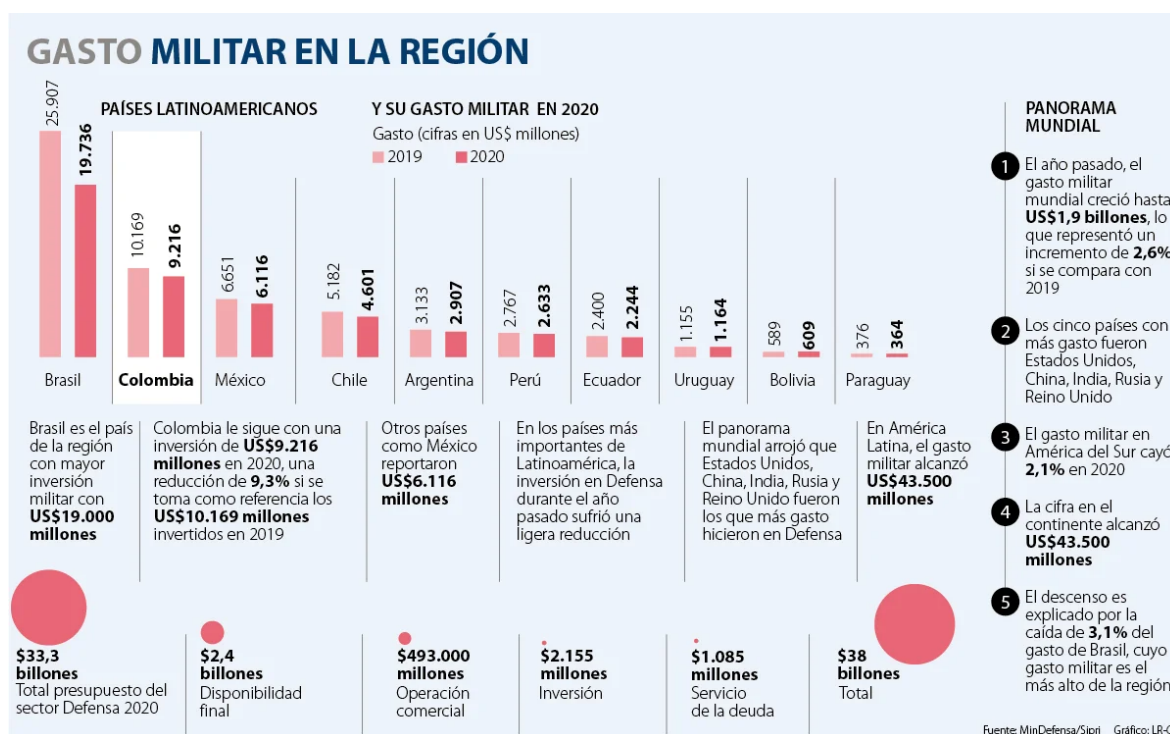 GASTO MILITAR EN LA REGIÓN
PAÍSES LATINOAMERICANOS
Y SU GASTO MILITAR EN 2020
Gasto (cifras en US$ millones)
2019 2020
25.907 19.736
10.169 9.216
6.651 6.116
5.182 4.601
3.133 2.907
2.767 2.633
2.400 2.244
1.155 1.164
589 609
376 364
Brasil Colombia México Chile Argentina Perú Ecuador Uruguay Bolivia Paraguay
Brasil es el país
de la región
con mayor
inversión
militar con
US$19.000
millones
Colombia le sigue con una
inversión de US$9.216
millones en 2020, una
reducción de 9,3% si se
toma como referencia los
US$10.169 millones
invertidos en 2019
Otros países
como México
reportaron
US$6.116
millones
En los países más
importantes de
Latinoamérica, la
inversión en Defensa
durante el año
pasado sufrió una
ligera reducción
El panorama
mundial arrojó que
Estados Unidos,
China, India, Rusia y
Reino Unido fueron
los que más gasto
hicieron en Defensa
En América
Latina, el gasto
militar alcanzó
US$43.500
millones
$33,3
billones
Total presupuesto del
sector Defensa 2020
$2,4
billones
Disponibilidad
final
$493.000
millones
Operación
comercial
$2.155
millones
Inversión
$1.085
millones
Servicio
de la deuda
$38
billones
Total
PANORAMA
MUNDIAL
1
El año pasado, el
gasto militar
mundial creció hasta
US$1,9 billones, lo
que representó un
incremento de 2,6%
si se compara con
2019
2
Los cinco países con
más gasto fueron
Estados Unidos,
China, India, Rusia y
Reino Unido
3
El gasto militar en
América del Sur cayó
2,1% en 2020
4
La cifra en el
continente alcanzó
US$43.500
millones
5
El descenso es
explicado por la
caída de 3,1% del
gasto de Brasil, cuyo
gasto militar es el
más alto de la región
Fuente: MinDefensa/Sipri Gráfico: LR-